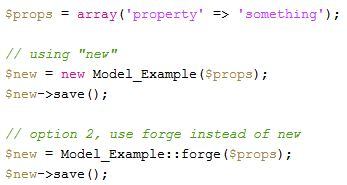 $props = array('property' => 'something');
// using "new"
$new = new Model_Example($props);
$new->save();
// option 2, use forge instead of new
$new = Model_Example::forge($props);
$new->save();